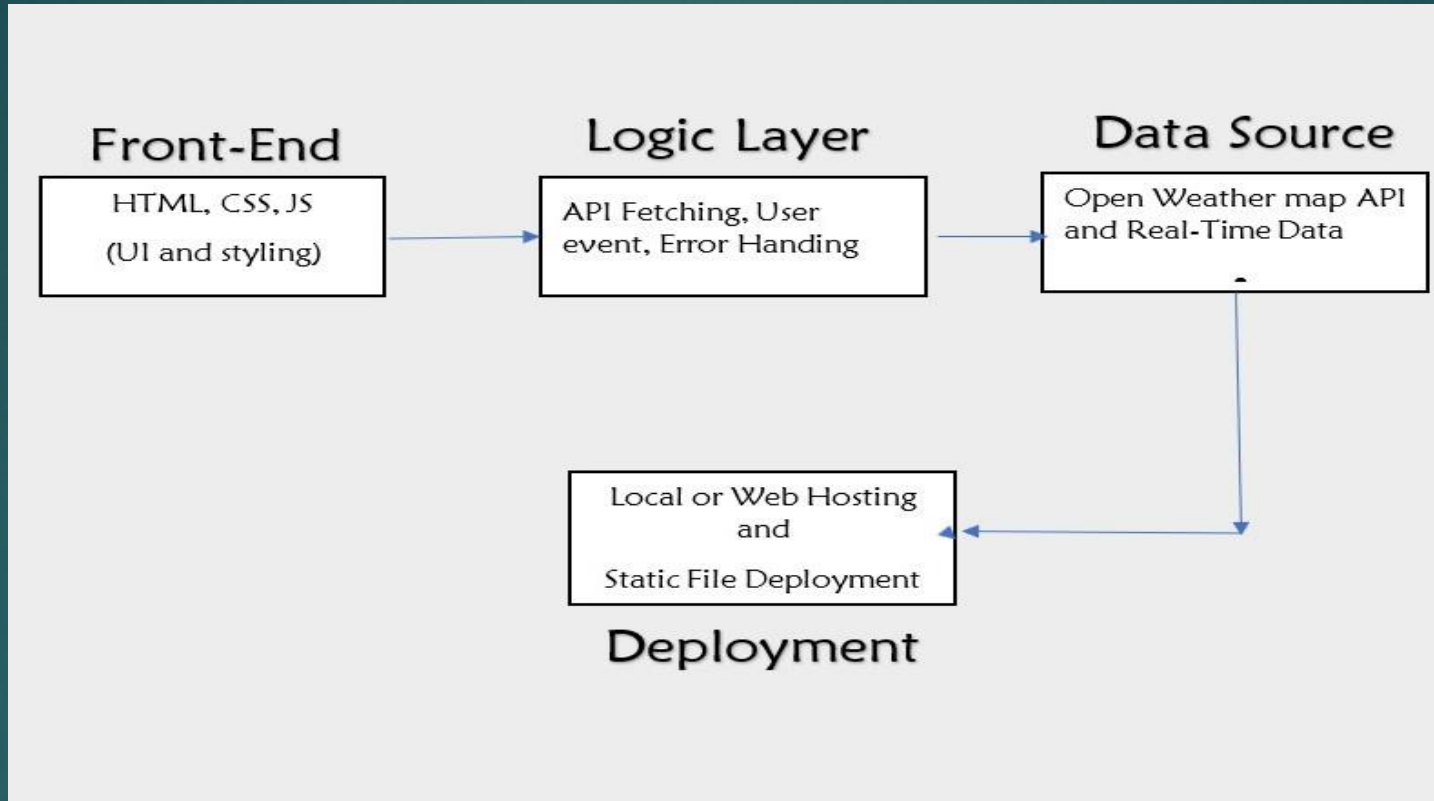 Front-End
HTML, CSS, JS
(UI and styling)
Logic Layer
API Fetching, User
event, Error Handing
Data Source
Open Weather map API
and Real-Time Data
Local or Web Hosting
and
Static File Deployment
Deployment